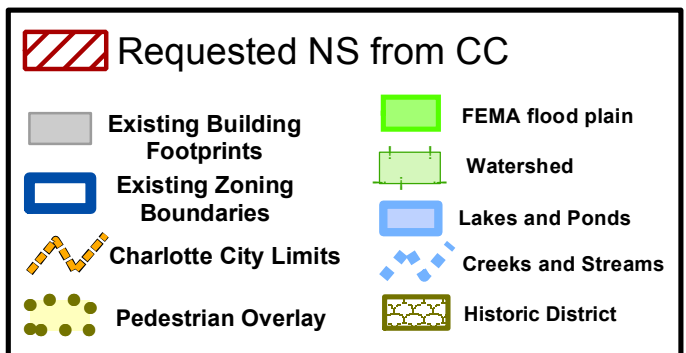 Requested NS from CC
Existing Building
Footprints
Existing Zoning
Boundaries
Charlotte City Limits
Pedestrian Overlay
FEMA flood plain
Watershed
Lakes and Ponds
Creeks and Streams
Historic District